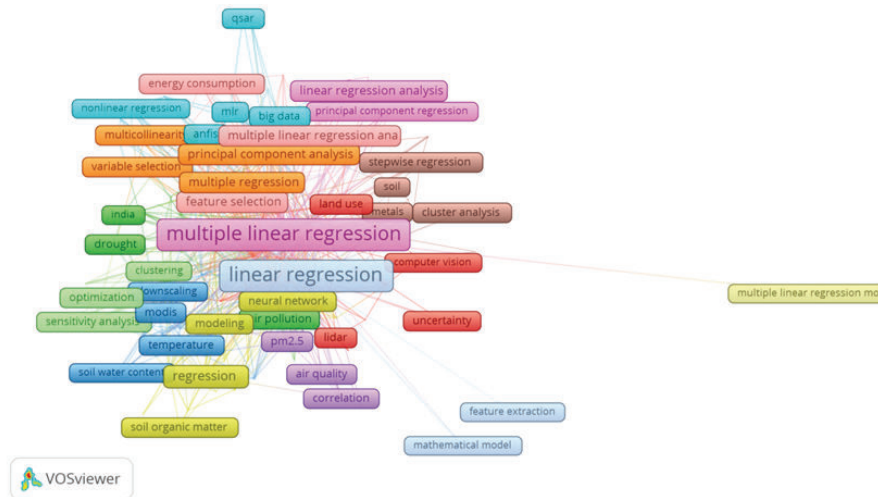 qsar
energy consumption
linear regression analysis
nonlinear regression
mlr
big data
principal component regression
multicollinearity
anfis
multiple linear regression ana
principal component analysis
stepwise regression
variable selection
multiple regression
soil
feature selection
land use
metals
cluster analysis
india
multiple linear regression
drought
clustering
computer vision
linear regression
optimization
downscaling
neural network
multiple linear regression mo
modis
sensitivity analysis
modeling
air pollution
uncertainty
temperature
pm2.5
lidar
soil water content
regression
air quality
correlation
feature extraction
soil organic matter
mathematical model
VOSviewer